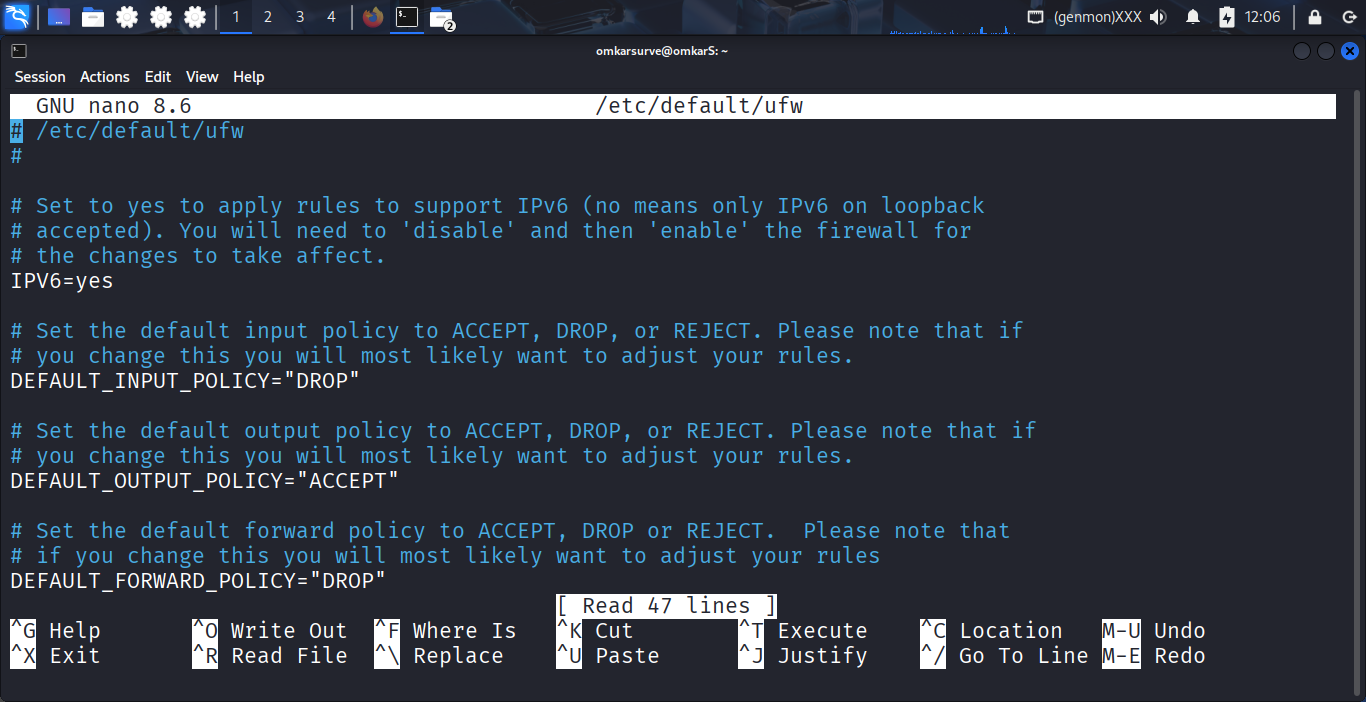 1 2 3 4 2 (genmon)XXX 12:06
omkarsurve@omkarS: ~
Session Actions Edit View Help
GNU nano 8.6 /etc/default/ufw
# /etc/default/ufw
#
# Set to yes to apply rules to support IPv6 (no means only IPv6 on loopback
# accepted). You will need to 'disable' and then 'enable' the firewall for
# the changes to take affect.
IPV6=yes
# Set the default input policy to ACCEPT, DROP, or REJECT. Please note that if
# you change this you will most likely want to adjust your rules.
DEFAULT_INPUT_POLICY="DROP"
# Set the default output policy to ACCEPT, DROP, or REJECT. Please note that if
# you change this you will most likely want to adjust your rules.
DEFAULT_OUTPUT_POLICY="ACCEPT"
# Set the default forward policy to ACCEPT, DROP or REJECT.  Please note that
# if you change this you will most likely want to adjust your rules
DEFAULT_FORWARD_POLICY="DROP"
[ Read 47 lines ]
^G Help ^O Write Out ^F Where Is ^K Cut ^T Execute ^C Location M-U Undo
^X Exit ^R Read File ^\ Replace ^U Paste ^J Justify ^/ Go To Line M-E Redo